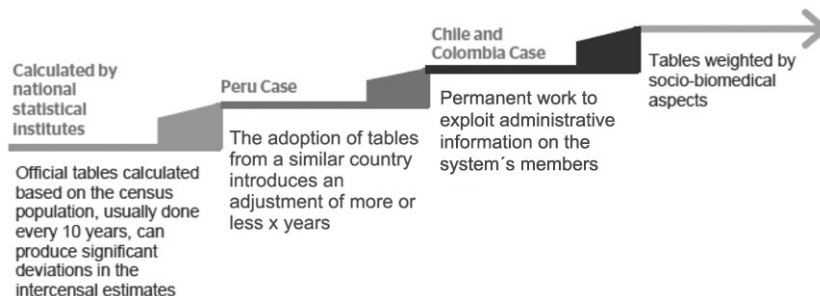 Calculated by
national
statistical
institutes
Official tables calculated
based on the census
population, usually done
every 10 years, can
produce significant
deviations in the
intercensal estimates
Peru Case
The adoption of tables
from a similar country
introduces an
adjustment of more or
less x years
Chile and
Colombia Case
Permanent work to
exploit administrative
information on the
system´s members
Tables weighted by
socio-biomedical
aspects